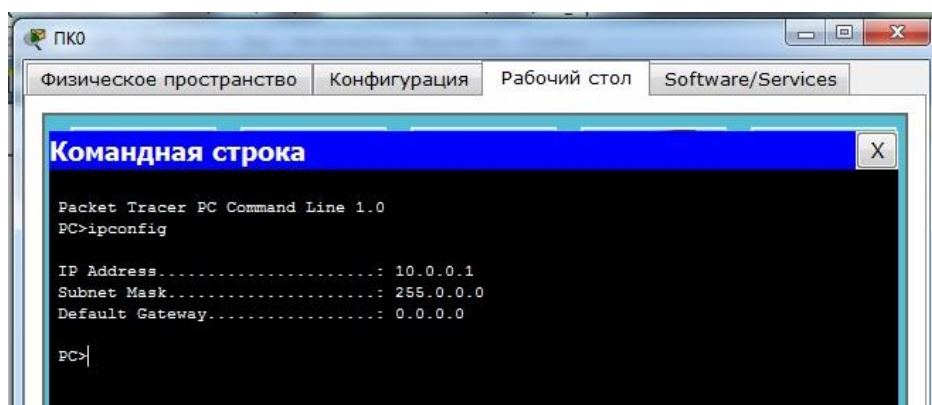 ПК0
Физическое пространство Конфигурация Рабочий стол Software/Services
Командная строка X
Packet Tracer PC Command Line 1.0
PC>ipconfig
IP Address......................: 10.0.0.1
Subnet Mask.....................: 255.0.0.0
Default Gateway.................: 0.0.0.0
PC>